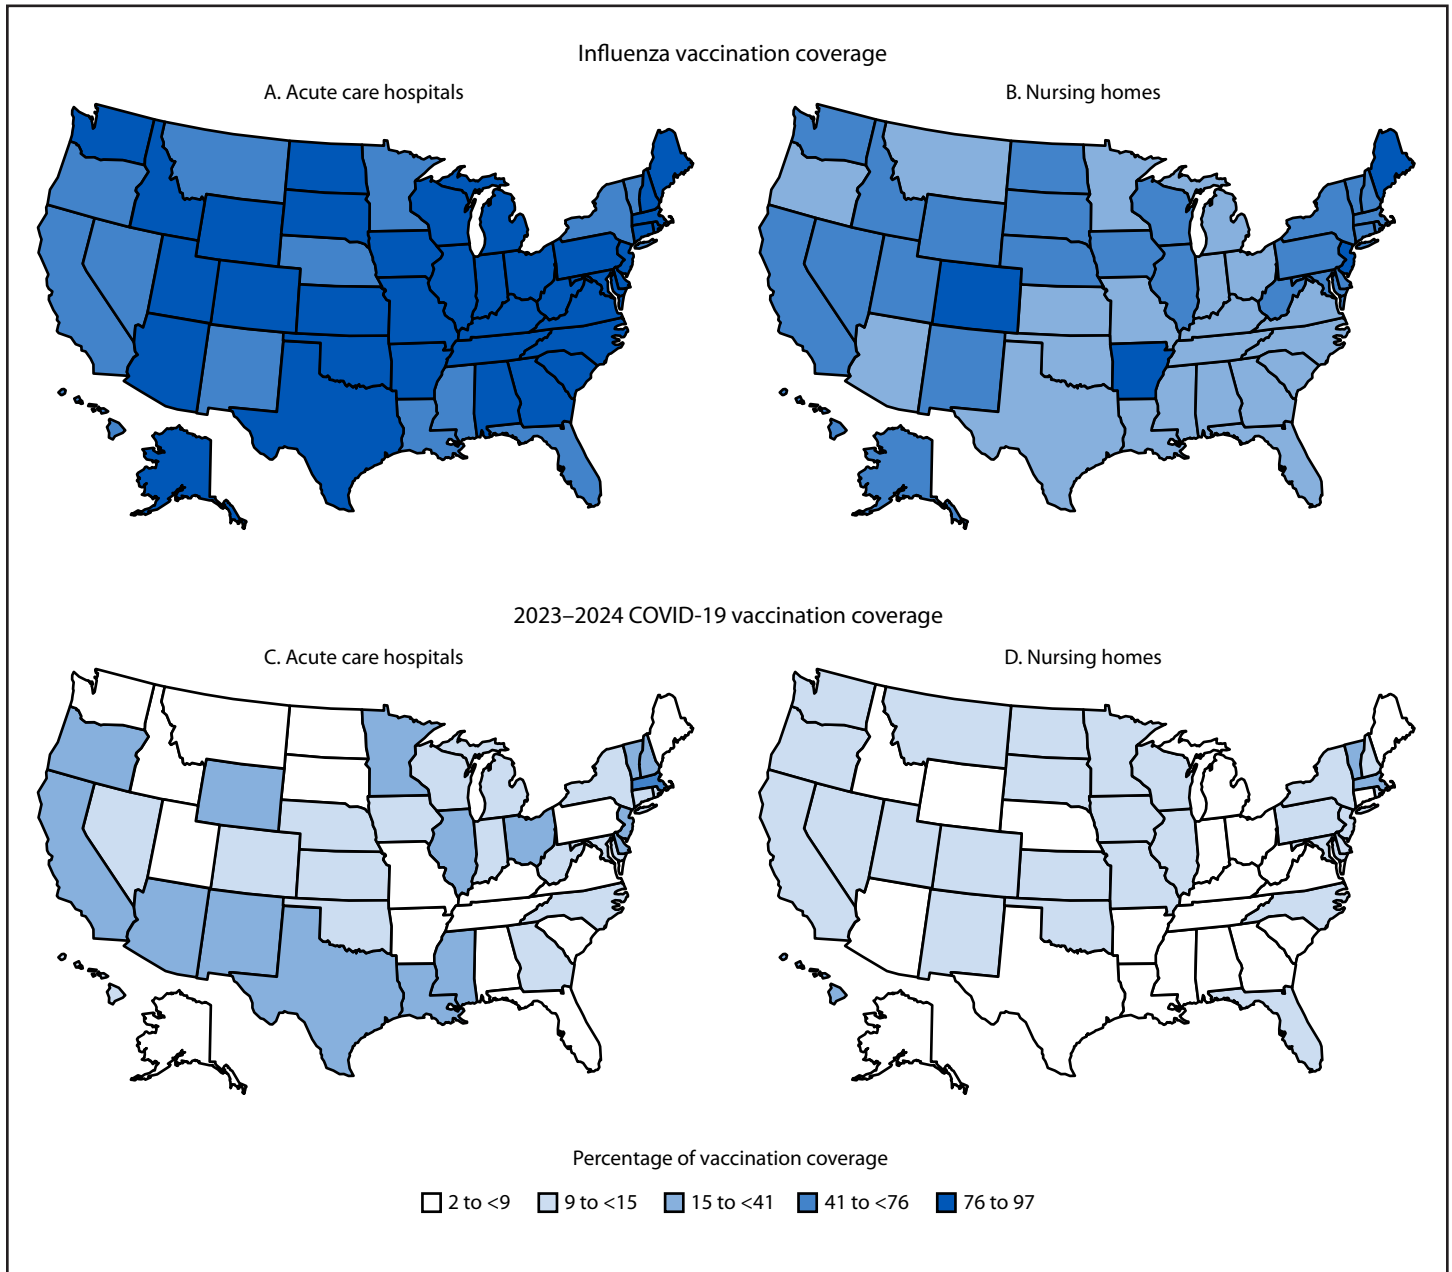 Influenza vaccination coverage
A. Acute care hospitals
B. Nursing homes
2023–2024 COVID-19 vaccination coverage
C. Acute care hospitals
D. Nursing homes
Percentage of vaccination coverage
2 to <9
9 to <15
15 to <41
41 to <76
76 to 97